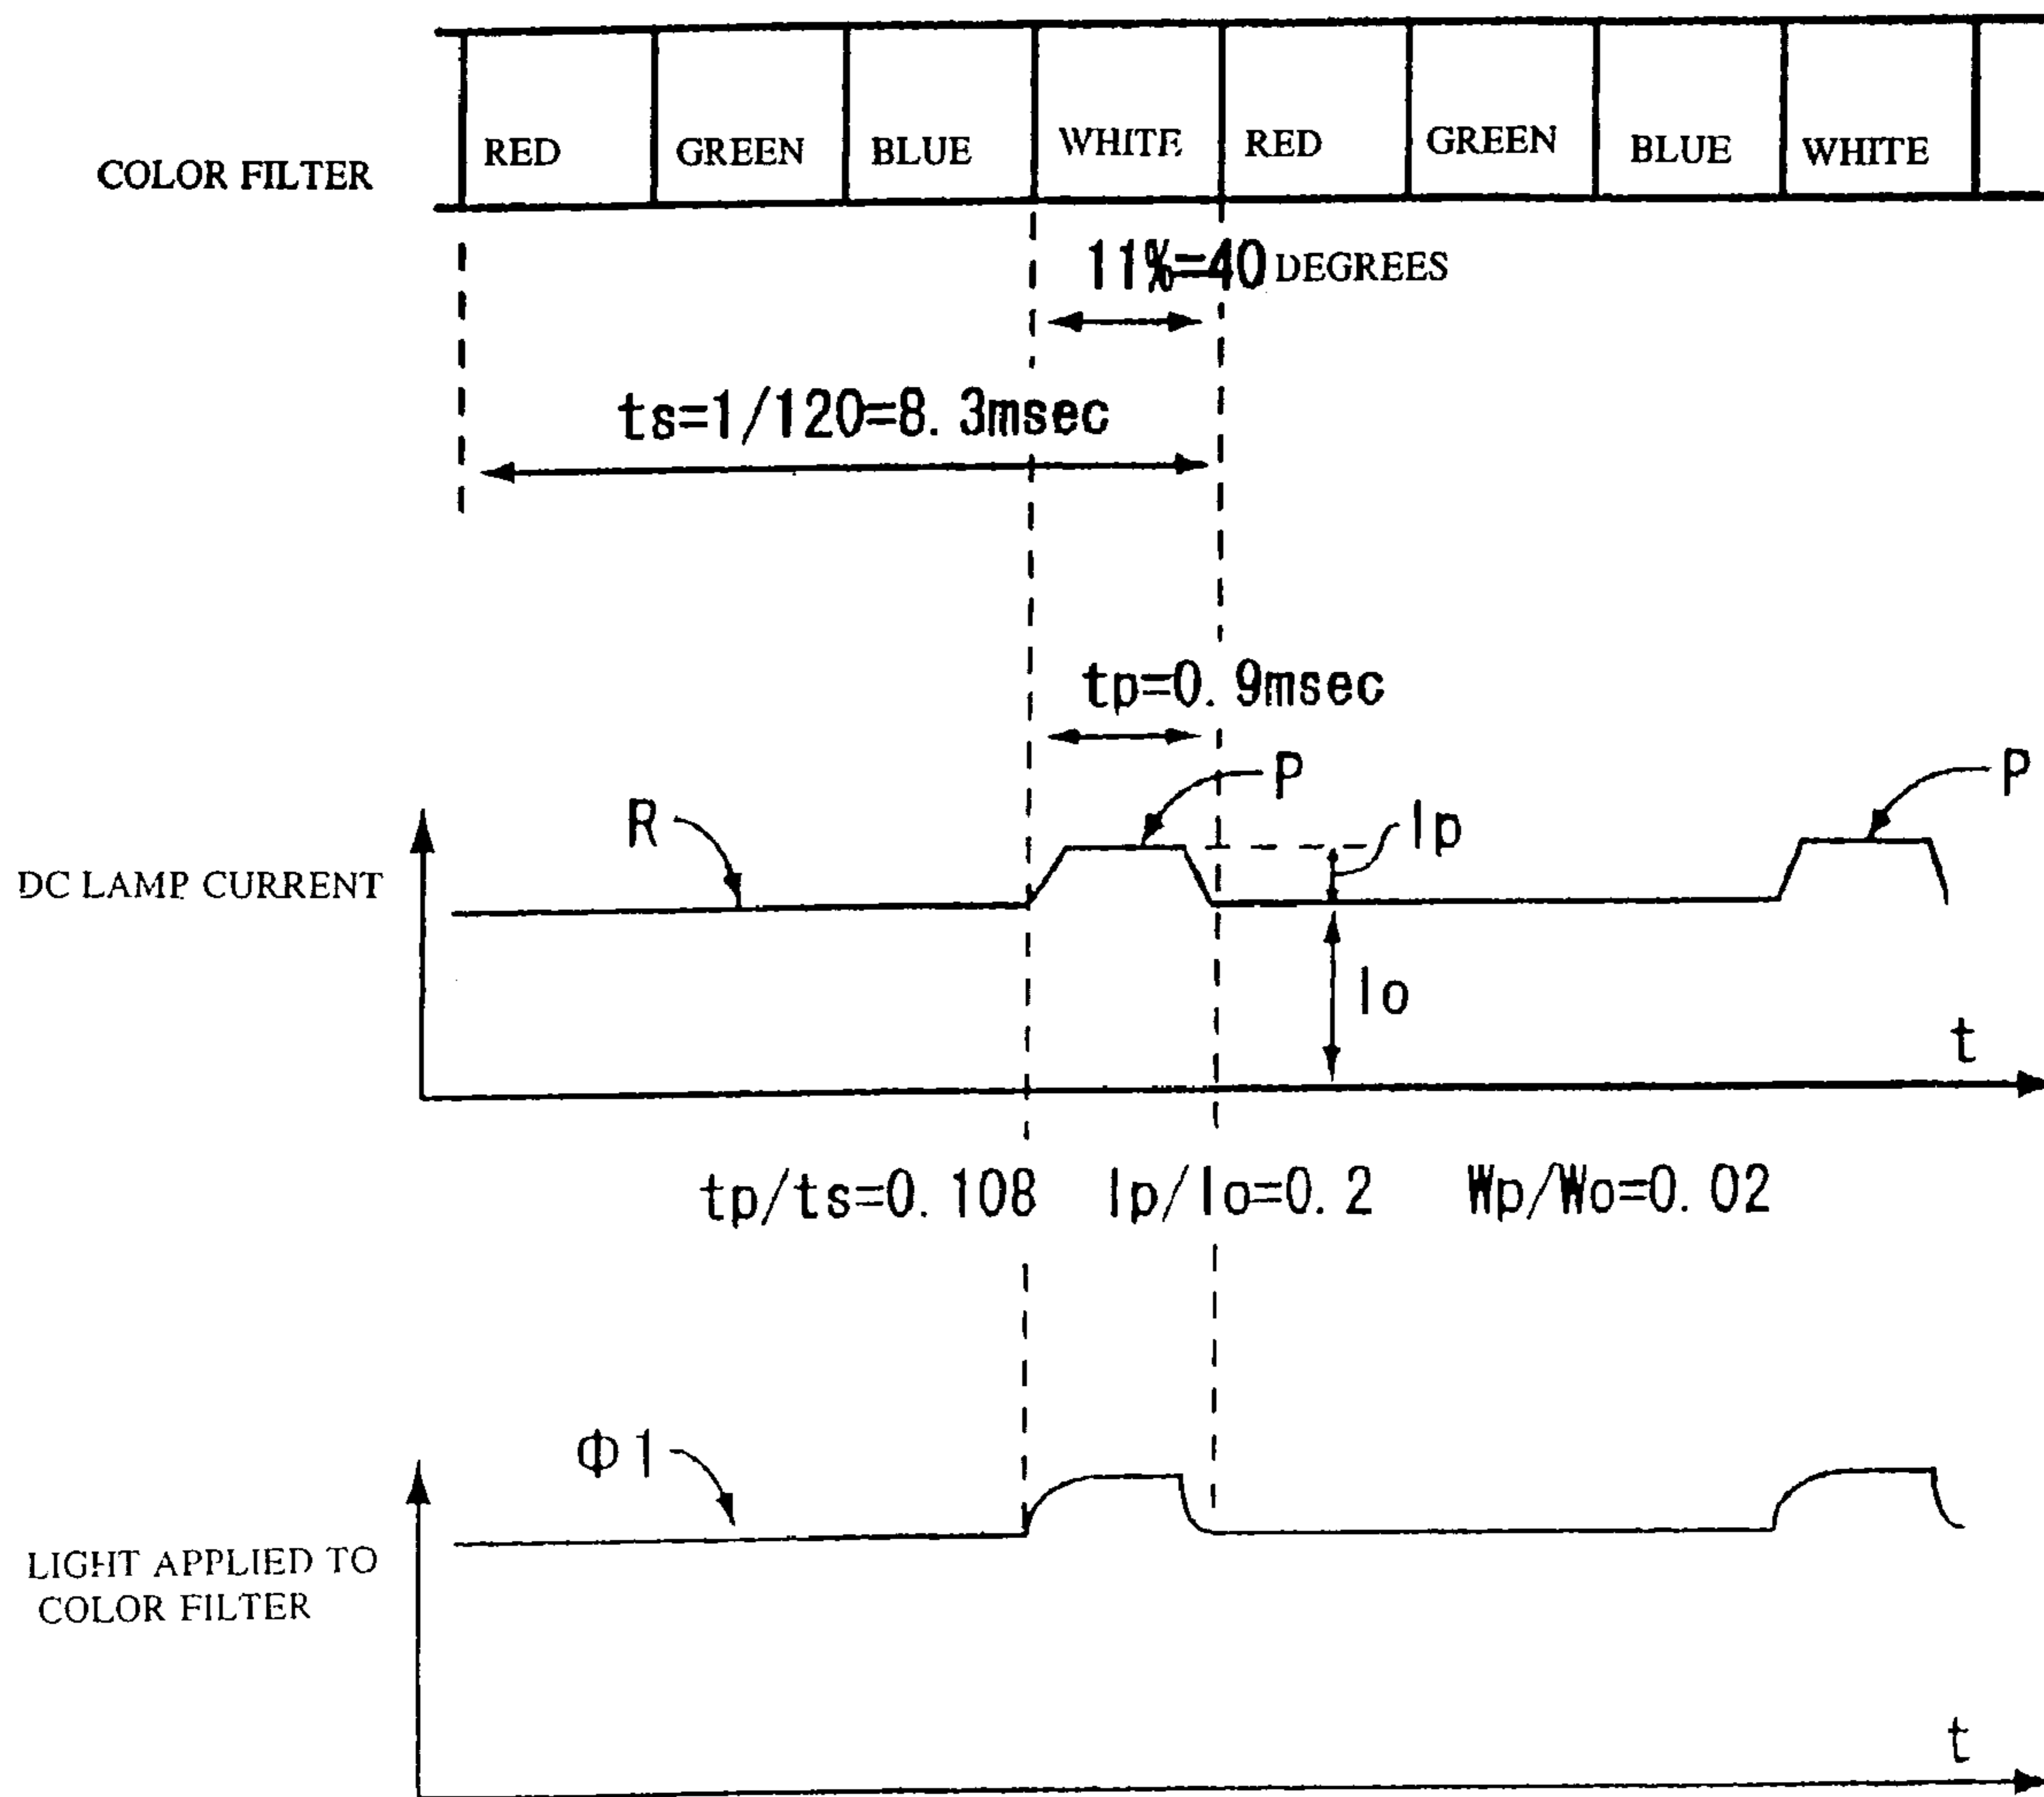 COLOR FILTER
RED GREEN BLUE WHITE RED GREEN BLUE WHITE
11%=40 DEGREES
ts=1/120=8.3msec
tp=0.9msec
P
P
R
Ip
DC LAMP CURRENT
Io
t
tp/ts=0.108 Ip/Io=0.2 Wp/Wo=0.02
Φ1
LIGHT APPLIED TO
COLOR FILTER
t